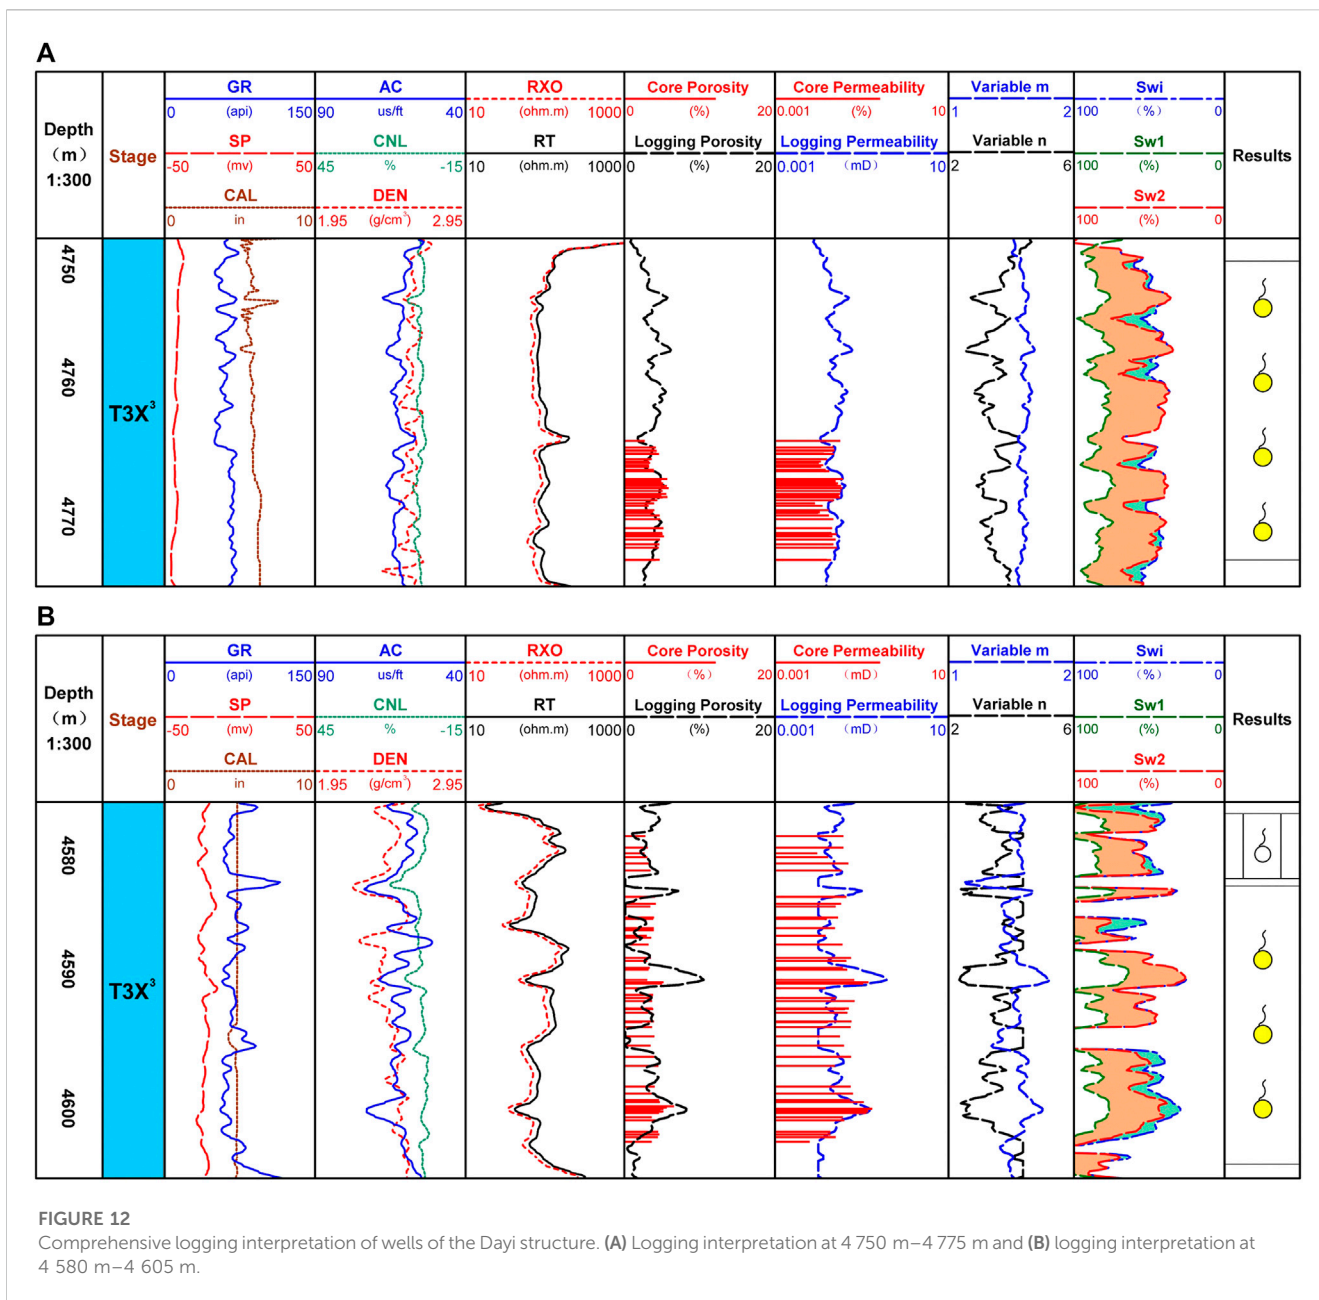 A
Depth
(m)
1:300
Stage
GR
0 (api) 150
SP
-50 (mv) 50
CAL
0 in 10
AC
90 us/ft 40
CNL
45 % -15
DEN
1.95 (g/cm³) 2.95
RXO
10 (ohm.m) 1000
RT
10 (ohm.m) 1000
Core Porosity
0 (%) 20
Logging Porosity
0 (%) 20
Core Permeability
0.001 (%) 10
Logging Permeability
0.001 (mD) 10
Variable m
1 2
Variable n
2 6
Swi
100 (%) 0
Sw1
100 (%) 0
Sw2
100 (%) 0
Results
4750
4760
4770
T3X³
B
Depth
(m)
1:300
Stage
GR
0 (api) 150
SP
-50 (mv) 50
CAL
0 in 10
AC
90 us/ft 40
CNL
45 % -15
DEN
1.95 (g/cm³) 2.95
RXO
10 (ohm.m) 1000
RT
10 (ohm.m) 1000
Core Porosity
0 (%) 20
Logging Porosity
0 (%) 20
Core Permeability
0.001 (mD) 10
Logging Permeability
0.001 (mD) 10
Variable m
1 2
Variable n
2 6
Swi
100 (%) 0
Sw1
100 (%) 0
Sw2
100 (%) 0
Results
4580
4590
4600
T3X³
FIGURE 12
Comprehensive logging interpretation of wells of the Dayi structure. (A) Logging interpretation at 4 750 m–4 775 m and (B) logging interpretation at
4 580 m–4 605 m.